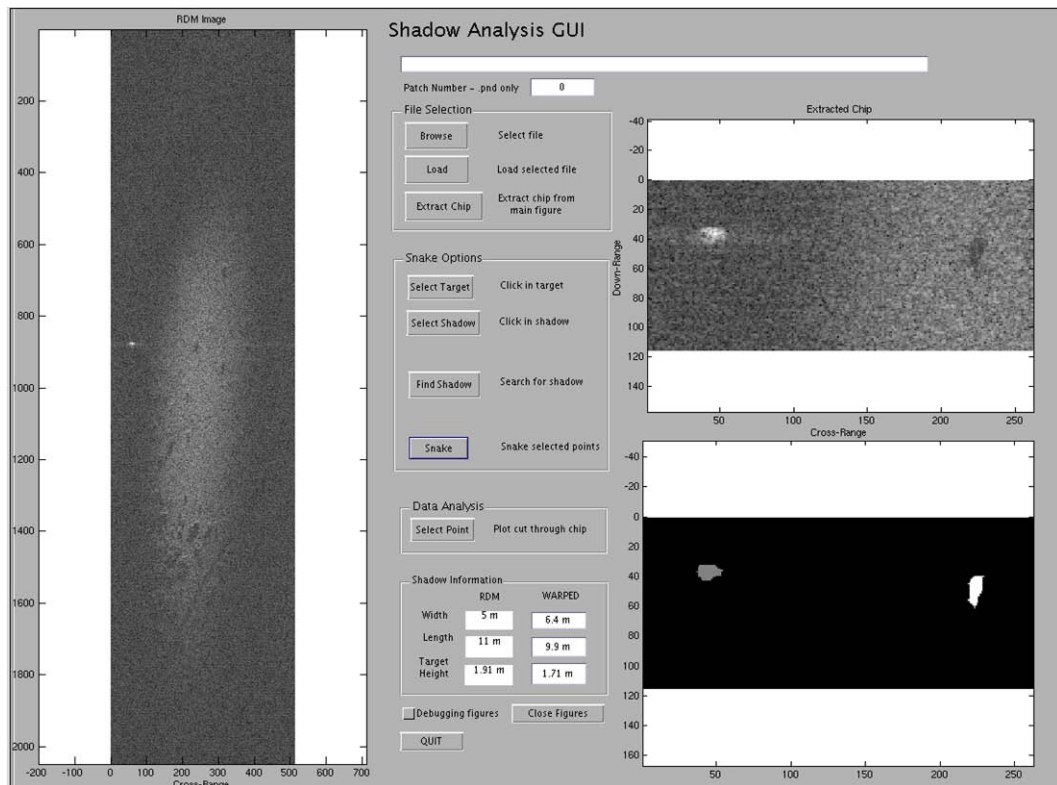 RDM Image
200
400
600
800
1000
1200
1400
1600
1800
2000
-200 -100 0 100 200 300 400 500 600 700
Cross-Range
Shadow Analysis GUI
Patch Number - .pnd only 0
File Selection
Browse Select file
Load Load selected file
Extract Chip Extract chip from
main figure
Snake Options
Select Target Click in target
Select Shadow Click in shadow
Find Shadow Search for shadow
Snake Snake selected points
Data Analysis
Select Point Plot cut through chip
Shadow Information
RDM WARPED
Width 5 m 6.4 m
Length 11 m 9.9 m
Target
Height 1.91 m 1.71 m
Debugging figures Close Figures
QUIT
Extracted Chip
-40
-20
0
20
40
60
80
100
120
140
Down-Range
50 100 150 200 250
Cross-Range
-40
-20
0
20
40
60
80
100
120
140
160
50 100 150 200 250